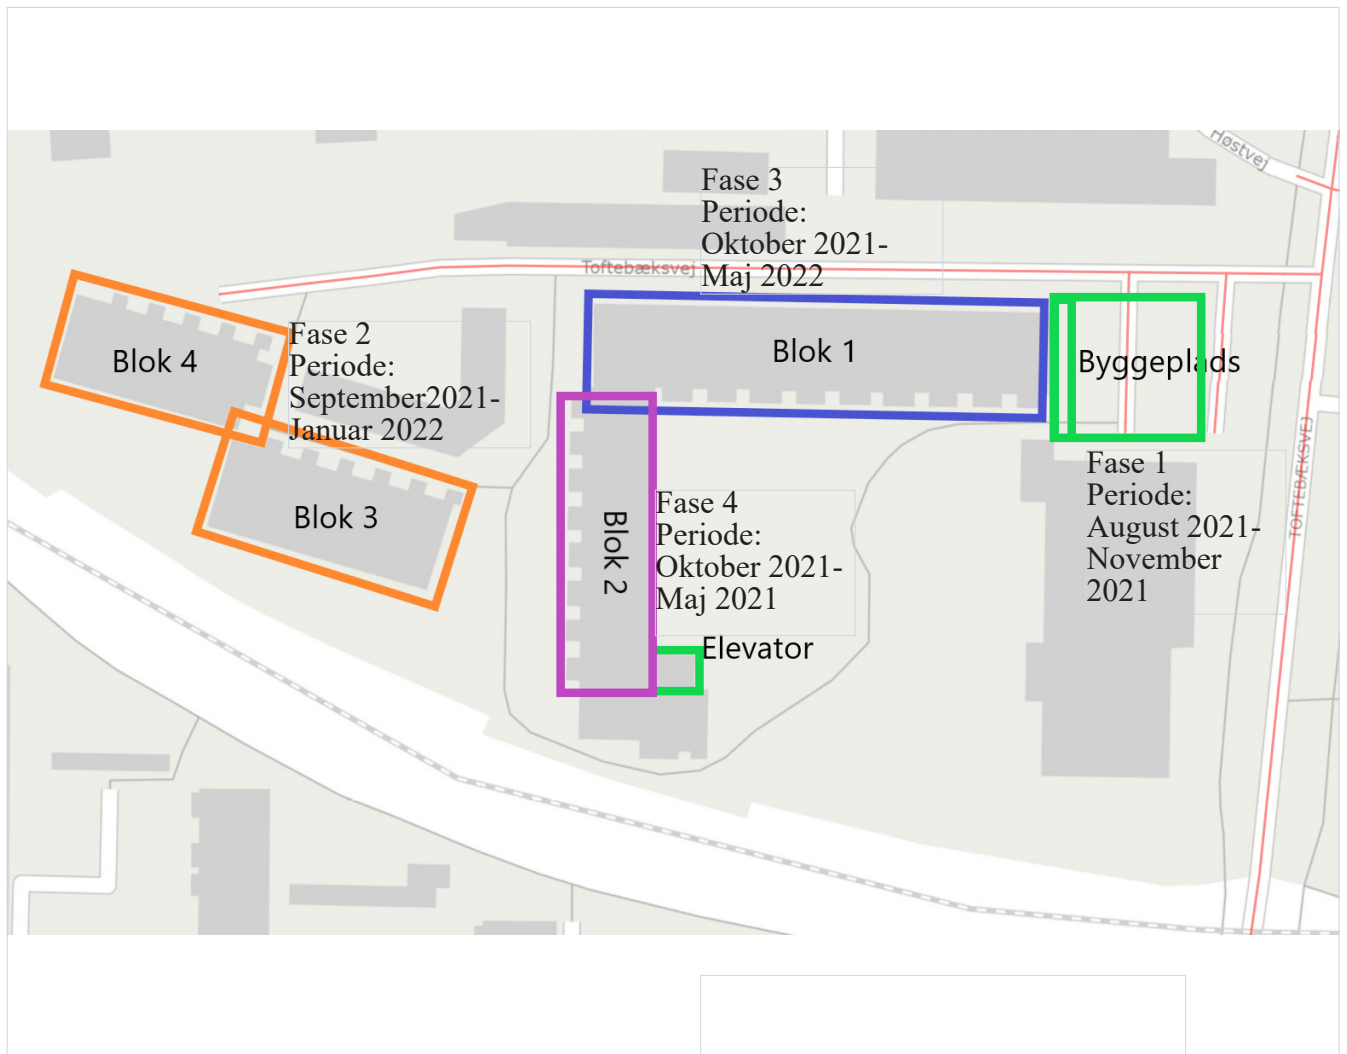 Høstvej
Fase 3
Periode:
Oktober 2021-
Maj 2022
Toftebæksvej
Fase 2
Periode:
September2021-
Januar 2022
Blok 4
Blok 1
Byggeplads
TOFTEBÆKSVEJ
Fase 1
Periode:
August 2021-
November
2021
Blok 3
Blok 2
Fase 4
Periode:
Oktober 2021-
Maj 2021
Elevator